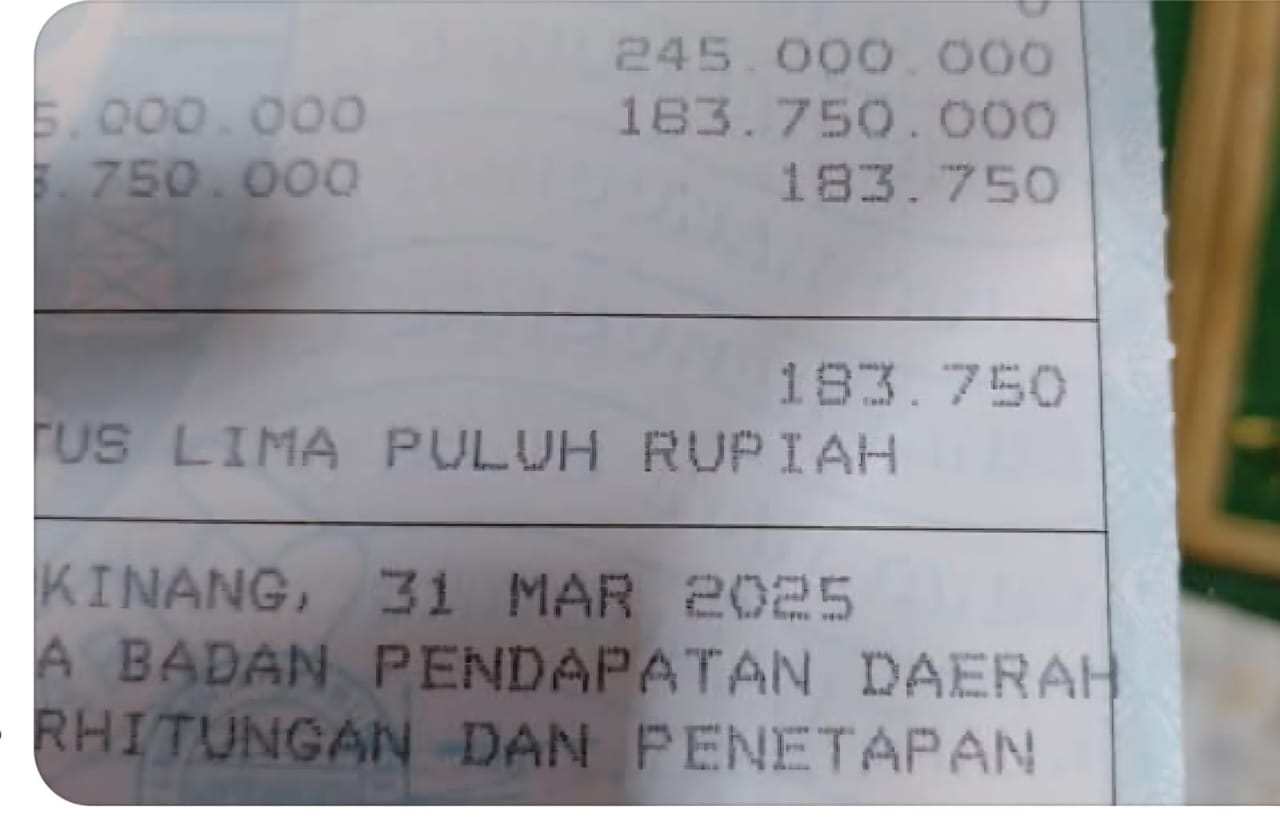 0
245.000.000
5.000.000 183.750.000
3.750.000 183.750
183.750
TUS LIMA PULUH RUPIAH
KINANG, 31 MAR 2025
A BADAN PENDAPATAN DAERAH
RHITUNGAN DAN PENETAPAN